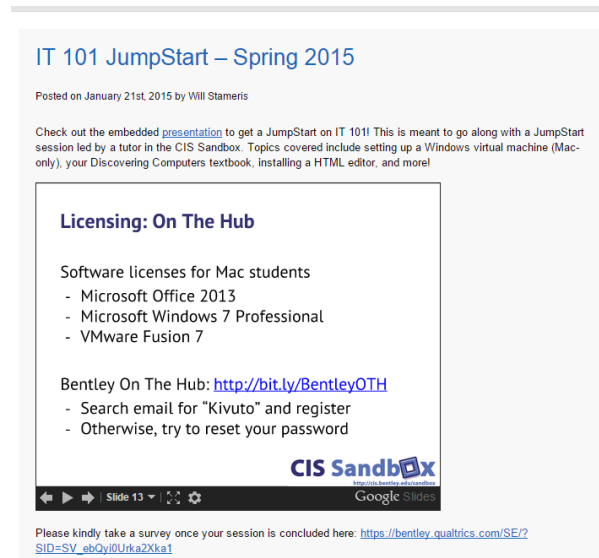 IT 101 JumpStart – Spring 2015
Posted on January 21st, 2015 by Will Stameris
Check out the embedded presentation to get a JumpStart on IT 101! This is meant to go along with a JumpStart
session led by a tutor in the CIS Sandbox. Topics covered include setting up a Windows virtual machine (Mac-
only), your Discovering Computers textbook, installing a HTML editor, and more!
Licensing: On The Hub
Software licenses for Mac students
- Microsoft Office 2013
- Microsoft Windows 7 Professional
- VMware Fusion 7
Bentley On The Hub: http://bit.ly/BentleyOTH
- Search email for “Kivuto” and register
- Otherwise, try to reset your password
CIS Sandbox
http://cis.bentley.edu/sandbox
Slide 13
Google Slides
Please kindly take a survey once your session is concluded here: https://bentley.qualtrics.com/SE/?
SID=SV_ebQyi0Urka2Xka1